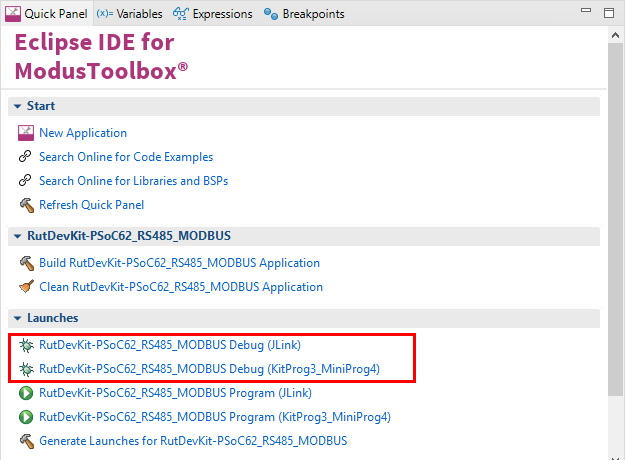 Quick Panel (x)= Variables Expressions Breakpoints
Eclipse IDE for
ModusToolbox®
Start
New Application
Search Online for Code Examples
Search Online for Libraries and BSPs
Refresh Quick Panel
RutDevKit-PSoC62_RS485_MODBUS
Build RutDevKit-PSoC62_RS485_MODBUS Application
Clean RutDevKit-PSoC62_RS485_MODBUS Application
Launches
RutDevKit-PSoC62_RS485_MODBUS Debug (JLink)
RutDevKit-PSoC62_RS485_MODBUS Debug (KitProg3_MiniProg4)
RutDevKit-PSoC62_RS485_MODBUS Program (JLink)
RutDevKit-PSoC62_RS485_MODBUS Program (KitProg3_MiniProg4)
Generate Launches for RutDevKit-PSoC62_RS485_MODBUS